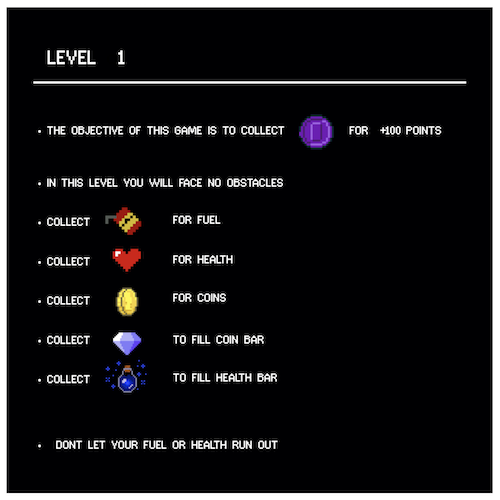 LEVEL 1
• THE OBJECTIVE OF THIS GAME IS TO COLLECT FOR +100 POINTS
• IN THIS LEVEL YOU WILL FACE NO OBSTACLES
• COLLECT FOR FUEL
• COLLECT FOR HEALTH
• COLLECT FOR COINS
• COLLECT TO FILL COIN BAR
• COLLECT TO FILL HEALTH BAR
• DONT LET YOUR FUEL OR HEALTH RUN OUT